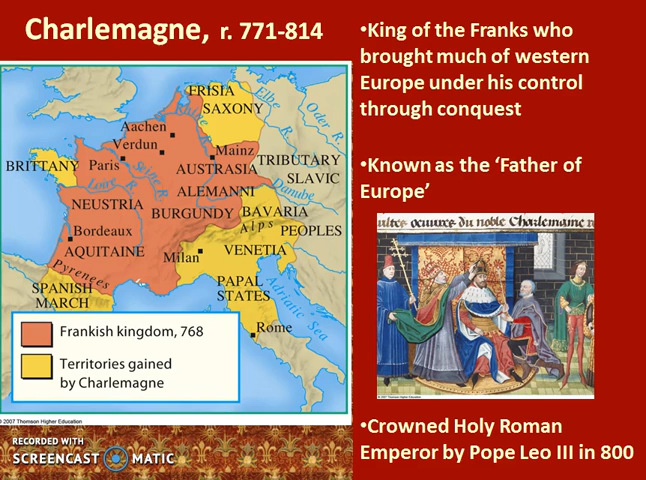 Charlemagne, r. 771-814
FRISIA
SAXONY
Elbe R.
Oder R.
Rhine R.
Aachen
Verdun
Mainz
BRITTANY
Paris
Seine R.
AUSTRASIA
TRIBUTARY
SLAVIC
PEOPLES
Loire R.
ALEMANNI
Danube
NEUSTRIA
BURGUNDY
BAVARIA
Alps
Bordeaux
AQUITAINE
Milan
VENETIA
Pyrenees
SPANISH
MARCH
PAPAL
STATES
Adriatic Sea
Rome
Frankish kingdom, 768
Territories gained
by Charlemagne
© 2007 Thomson Higher Education
RECORDED WITH
SCREENCAST MATIC
•King of the Franks who
brought much of western
Europe under his control
through conquest
•Known as the ‘Father of
Europe’
du noble Charlemaine
© 2007 Thomson Higher Education
•Crowned Holy Roman
Emperor by Pope Leo III in 800